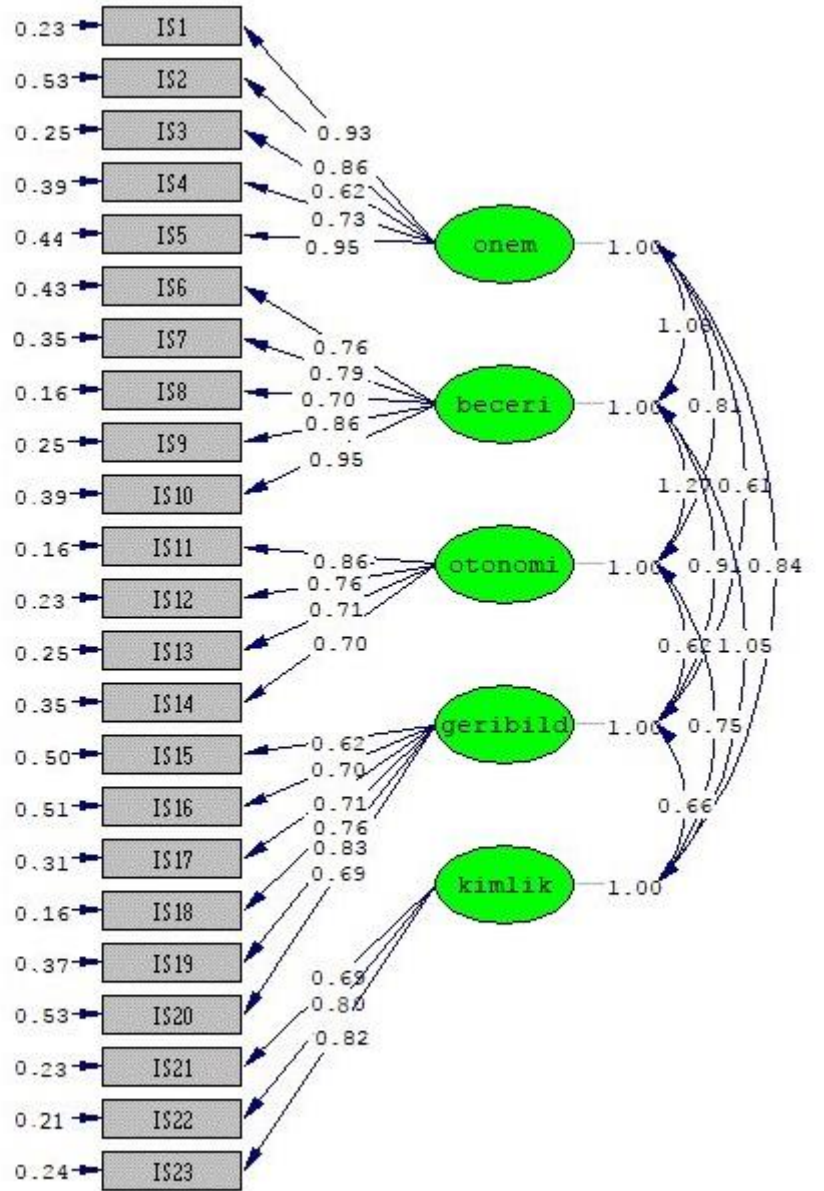 0.23 IS1
0.53 IS2
0.25 IS3
0.39 IS4
0.44 IS5
0.43 IS6
0.35 IS7
0.16 IS8
0.25 IS9
0.39 IS10
0.16 IS11
0.23 IS12
0.25 IS13
0.35 IS14
0.50 IS15
0.51 IS16
0.31 IS17
0.16 IS18
0.37 IS19
0.53 IS20
0.23 IS21
0.21 IS22
0.24 IS23
0.93
0.86
0.62
0.73
0.95
0.76
0.79
0.70
0.86
0.95
0.86
0.76
0.71
0.70
0.62
0.70
0.71
0.76
0.83
0.69
0.69
0.80
0.82
onem 1.00
beceri 1.00
otonomi 1.00
geribild 1.00
kimlik 1.00
0.81
0.61
0.84
1.05
0.75
0.66